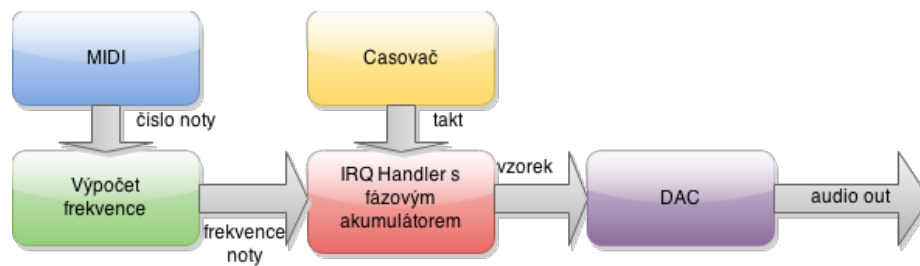 MIDI
Casovač
číslo noty
takt
Výpočet
frekvence
frekvence
noty
IRQ Handler s
fázovým
akumulátorem
vzorek
DAC
audio out